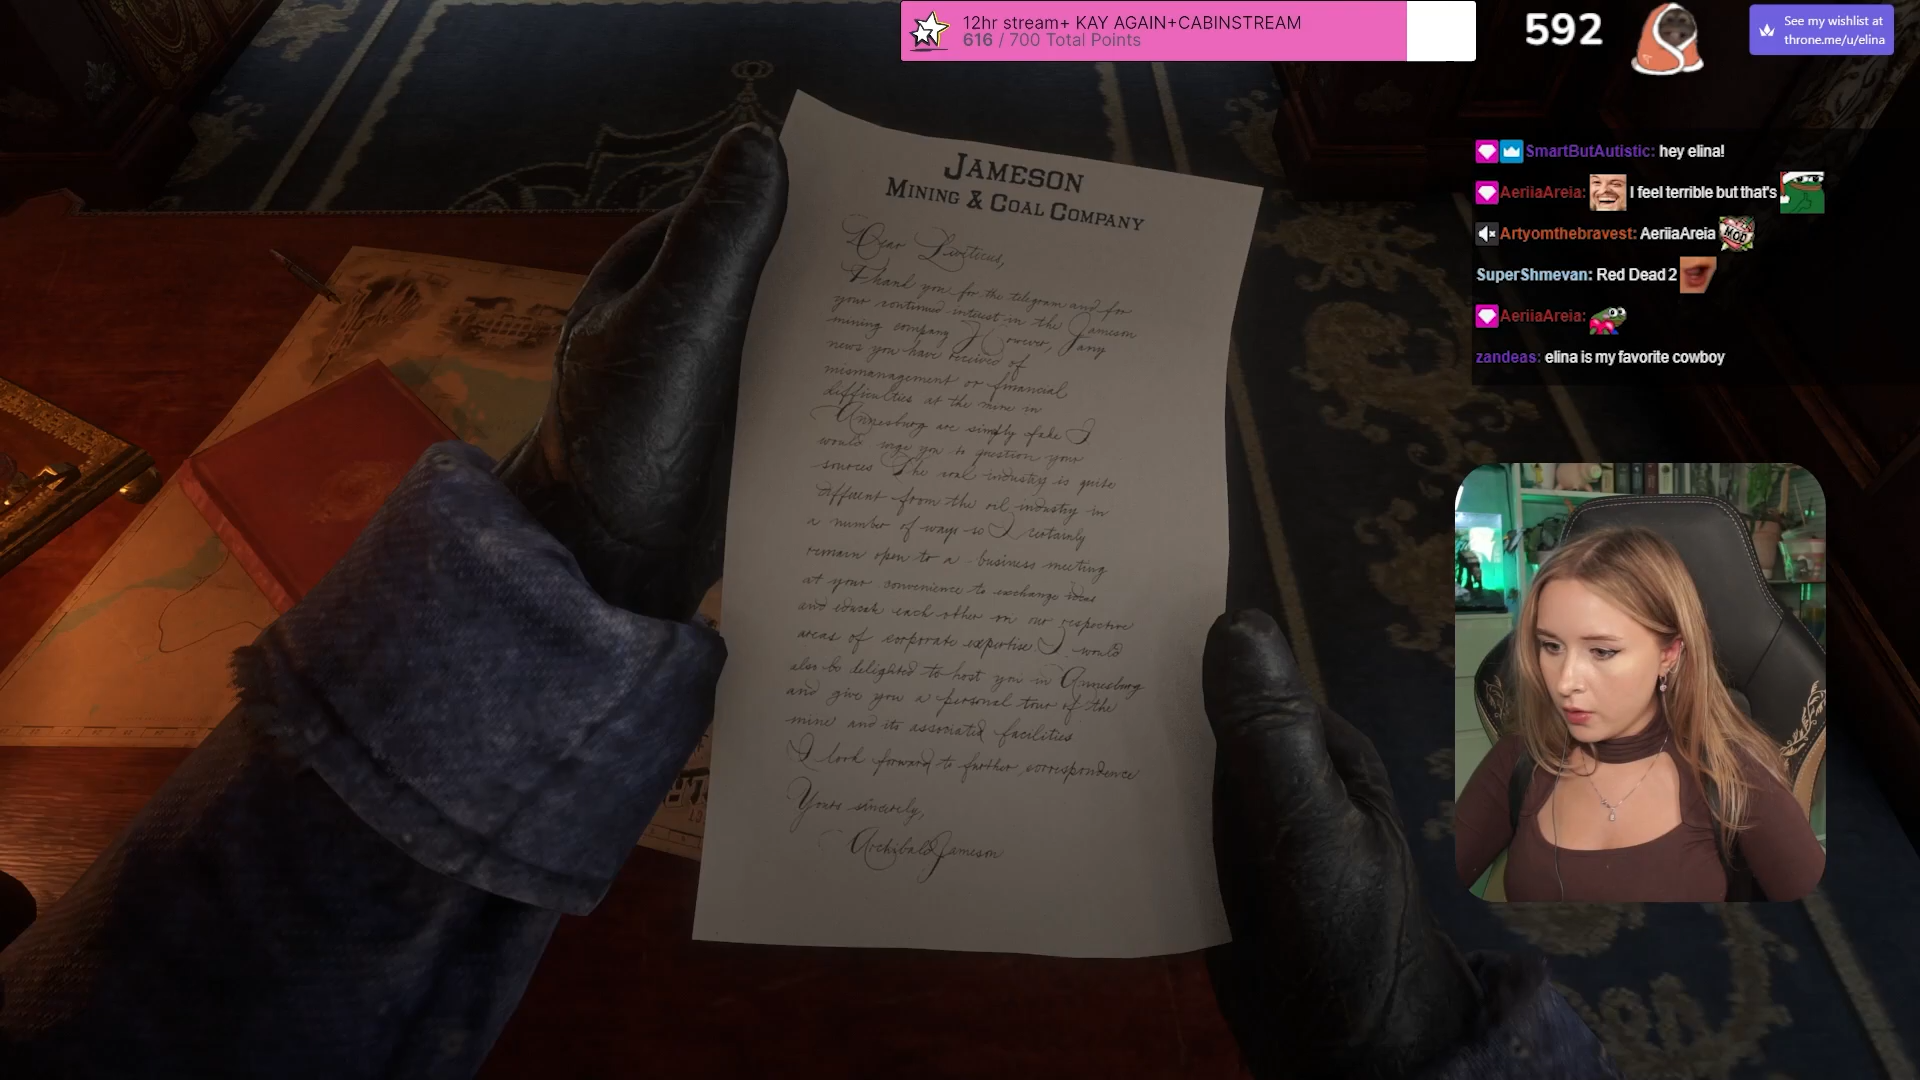 12hr stream+ KAY AGAIN+CABINSTREAM
616 / 700 Total Points
592
See my wishlist at
throne.me/u/elina
SmartButAutistic: hey elina!
AeriiaAreia: I feel terrible but that's
Artyomthebravest: AeriiaAreia
MOD
SuperShmevan: Red Dead 2
AeriiaAreia:
zandeas: elina is my favorite cowboy
JAMESON
MINING & COAL COMPANY
Dear Leviticus,
Thank you for the telegram and for
your continued interest in the Jameson
mining company However, I any
news you have received of
mismanagement or financial
difficulties at the mine in
Annesburg are simply fake I
would urge you to question your
sources The coal industry is quite
different from the oil industry in
a number of ways so I certainly
remain open to a business meeting
at your convenience to exchange ideas
and educate each other on our respective
areas of corporate expertise I would
also be delighted to host you in Annesburg
and give you a personal tour of the
mine and its associated facilities
I look forward to further correspondence
Yours sincerely,
Archibald Jameson